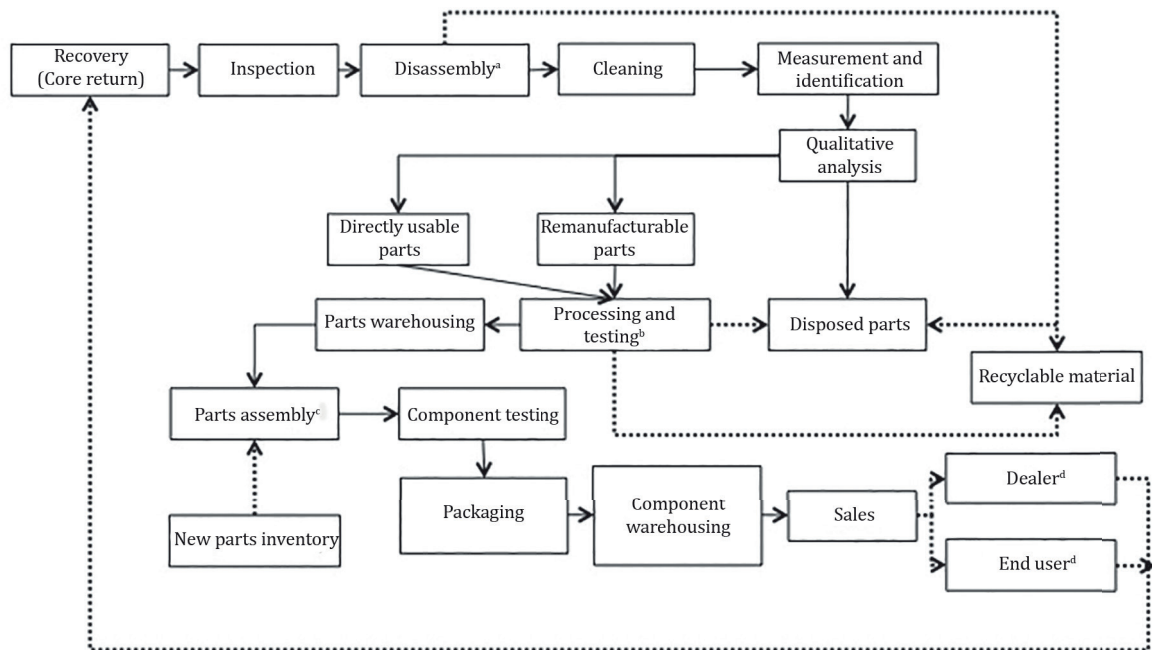 Recovery
(Core return)
Inspection
Disassemblyᵃ
Cleaning
Measurement and
identification
Qualitative
analysis
Directly usable
parts
Remanufacturable
parts
Parts warehousing
Processing and
testingᵇ
Disposed parts
Recyclable material
Parts assemblyᶜ
Component testing
New parts inventory
Packaging
Component
warehousing
Sales
Dealerᵈ
End userᵈ